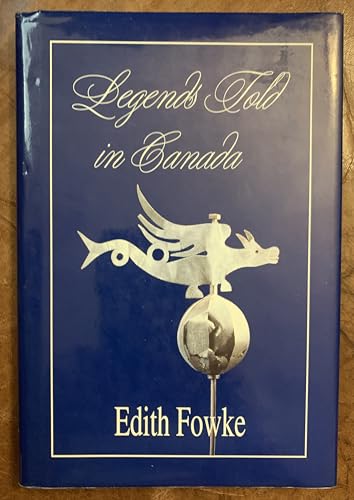 Legends Told
in Canada
Edith Fowke